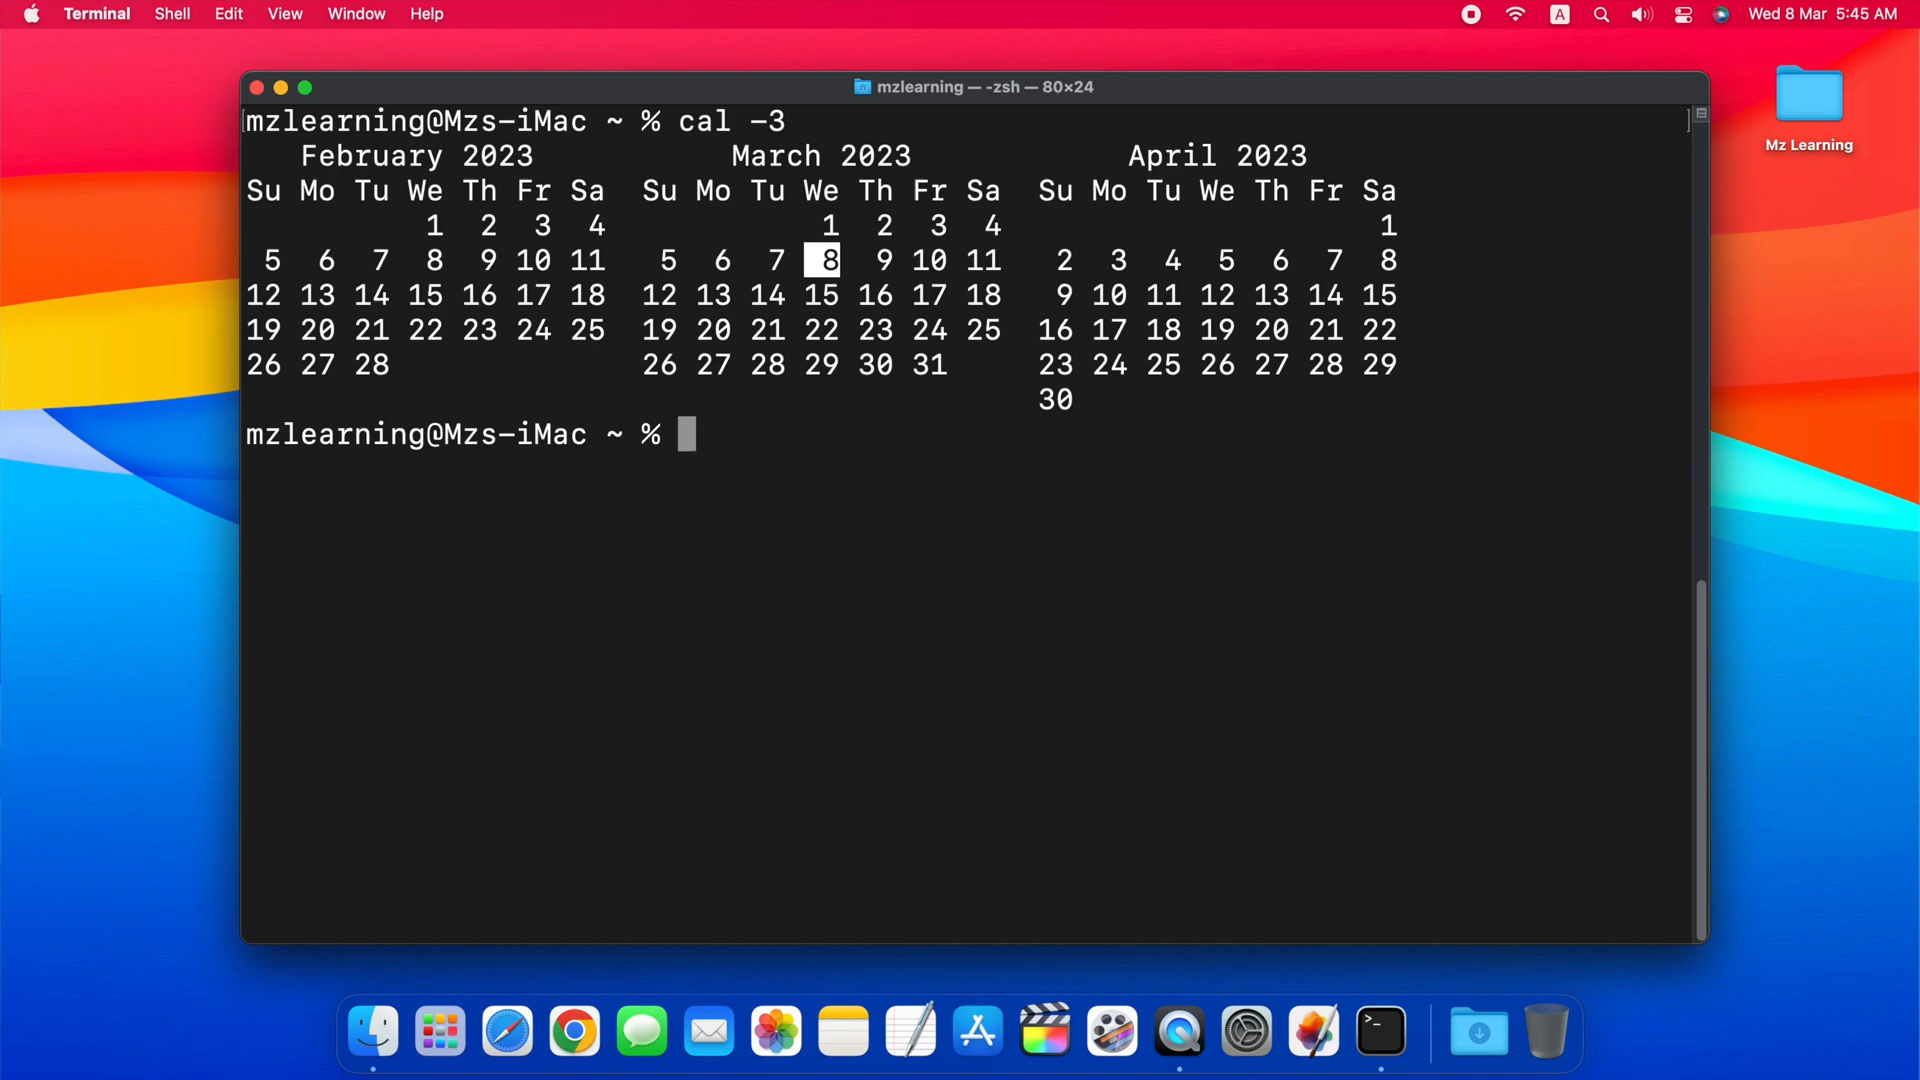 Terminal Shell Edit View Window Help A Wed 8 Mar 5:45 AM
mzlearning — -zsh — 80×24
Mz Learning
mzlearning@Mzs-iMac ~ % cal -3
February 2023 March 2023 April 2023
Su Mo Tu We Th Fr Sa Su Mo Tu We Th Fr Sa Su Mo Tu We Th Fr Sa
1 2 3 4 1 2 3 4 1
5 6 7 8 9 10 11 5 6 7 8 9 10 11 2 3 4 5 6 7 8
12 13 14 15 16 17 18 12 13 14 15 16 17 18 9 10 11 12 13 14 15
19 20 21 22 23 24 25 19 20 21 22 23 24 25 16 17 18 19 20 21 22
26 27 28 26 27 28 29 30 31 23 24 25 26 27 28 29
30
mzlearning@Mzs-iMac ~ %
>_